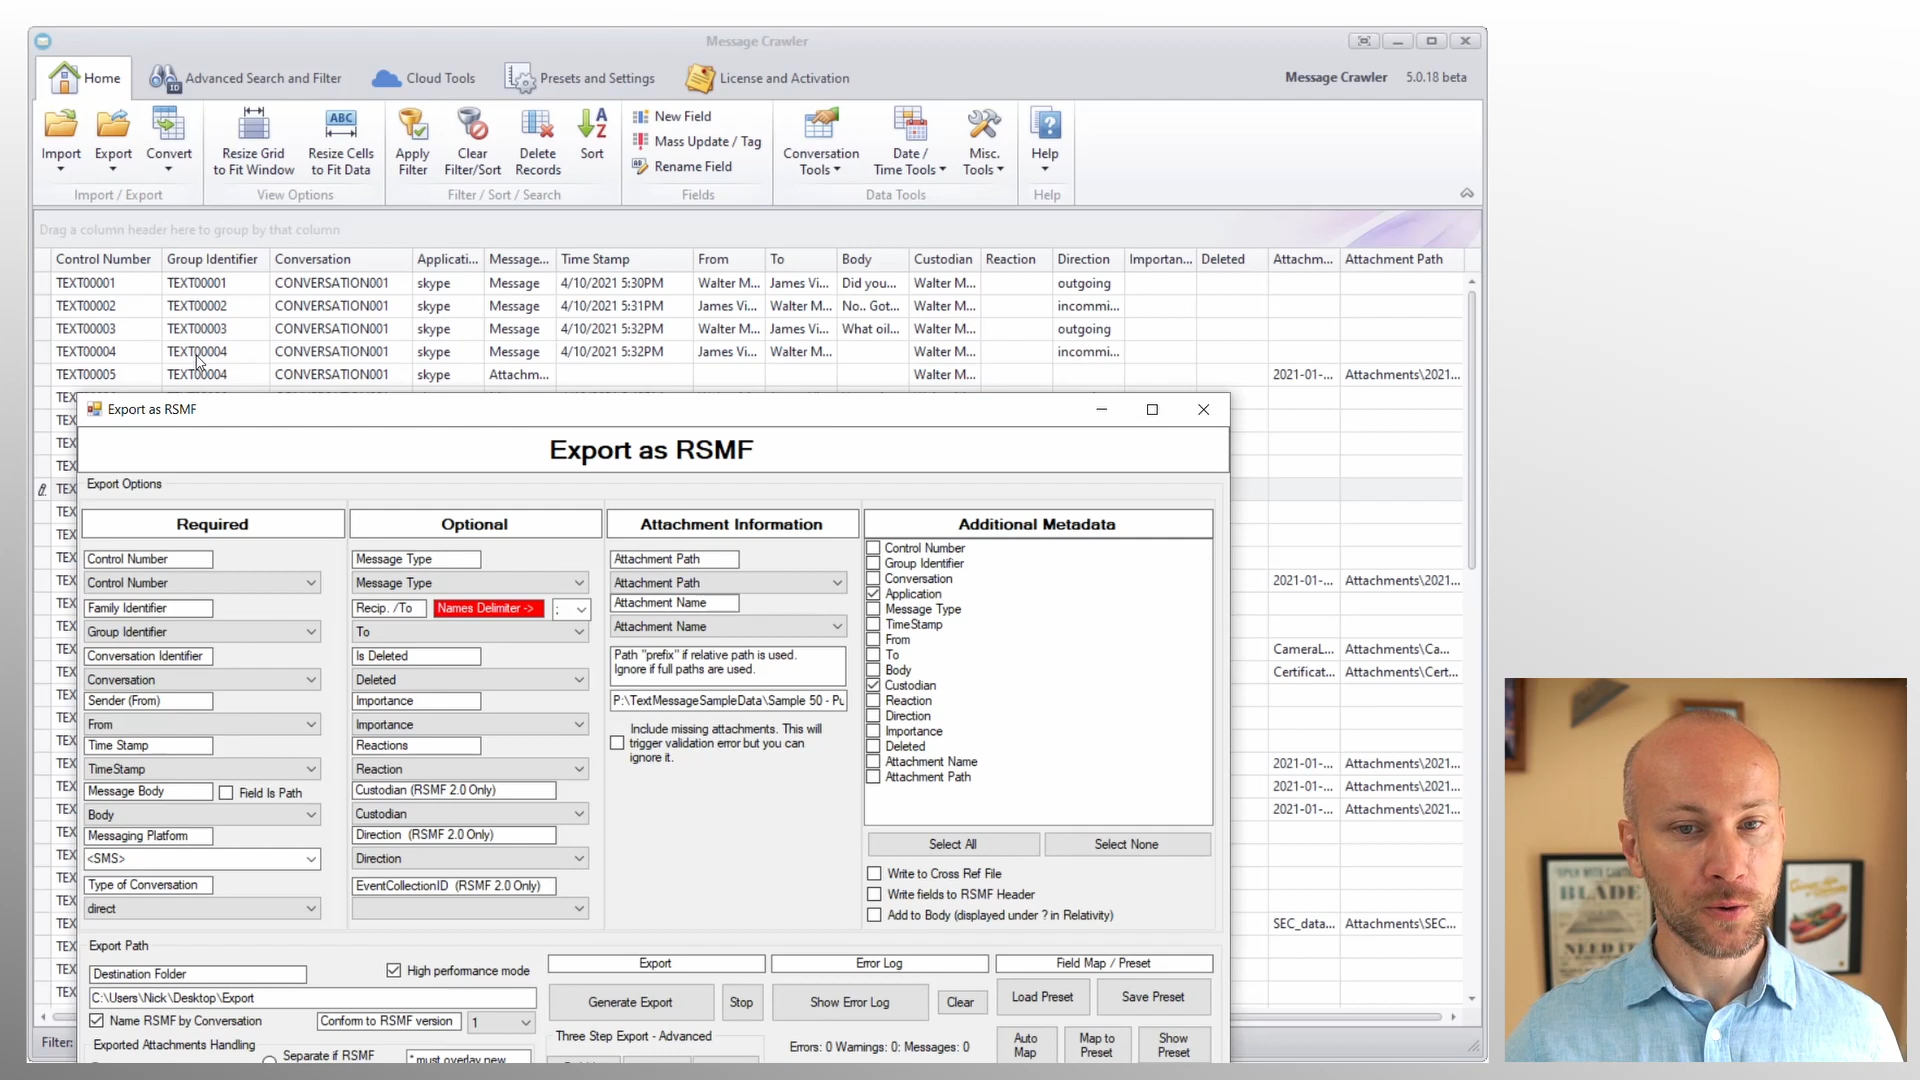 Message Crawler
Home
Advanced Search and Filter
Cloud Tools
Presets and Settings
License and Activation
Message Crawler 5.0.18 beta
Import
Export
Convert
Resize Grid to Fit Window
Resize Cells to Fit Data
Apply Filter
Clear Filter/Sort
Delete Records
Sort
New Field
Mass Update / Tag
Rename Field
Conversation Tools
Date / Time Tools
Misc. Tools
Help
Import / Export
View Options
Filter / Sort / Search
Fields
Data Tools
Help
Drag a column header here to group by that column
Control Number Group Identifier Conversation Applicati... Message... Time Stamp From To Body Custodian Reaction Direction Importan... Deleted Attachm... Attachment Path
TEXT00001 TEXT00001 CONVERSATION001 skype Message 4/10/2021 5:30PM Walter M... James Vi... Did you... Walter M... outgoing
TEXT00002 TEXT00002 CONVERSATION001 skype Message 4/10/2021 5:31PM James Vi... Walter M... No.. Got... Walter M... incommi...
TEXT00003 TEXT00003 CONVERSATION001 skype Message 4/10/2021 5:32PM Walter M... James Vi... What oil... Walter M... outgoing
TEXT00004 TEXT00004 CONVERSATION001 skype Message 4/10/2021 5:32PM James Vi... Walter M... Walter M... incommi...
TEXT00005 TEXT00004 CONVERSATION001 skype Attachm... Walter M... 2021-01-... Attachments\2021...
2021-01-... Attachments\2021...
CameraL... Attachments\Ca...
Certificat... Attachments\Cert...
2021-01-... Attachments\2021...
2021-01-... Attachments\2021...
2021-01-... Attachments\2021...
SEC_data... Attachments\SEC...
Filter:
Export as RSMF
Export as RSMF
Export Options
Required
Control Number
Control Number
Family Identifier
Group Identifier
Conversation Identifier
Conversation
Sender (From)
From
Time Stamp
TimeStamp
Message Body Field Is Path
Body
Messaging Platform
<SMS>
Type of Conversation
direct
Optional
Message Type
Message Type
Recip. /To Names Delimiter -> ;
To
Is Deleted
Deleted
Importance
Importance
Reactions
Reaction
Custodian (RSMF 2.0 Only)
Custodian
Direction (RSMF 2.0 Only)
Direction
EventCollectionID (RSMF 2.0 Only)
Attachment Information
Attachment Path
Attachment Path
Attachment Name
Attachment Name
Path "prefix" if relative path is used.
Ignore if full paths are used.
P:\TextMessageSampleData\Sample 50 - Pu
Include missing attachments. This will
trigger validation error but you can
ignore it.
Additional Metadata
Control Number
Group Identifier
Conversation
Application
Message Type
TimeStamp
From
To
Body
Custodian
Reaction
Direction
Importance
Deleted
Attachment Name
Attachment Path
Select All
Select None
Write to Cross Ref File
Write fields to RSMF Header
Add to Body (displayed under ? in Relativity)
Export Path
Destination Folder
High performance mode
C:\Users\Nick\Desktop\Export
Name RSMF by Conversation
Conform to RSMF version 1
Exported Attachments Handling
Separate if RSMF
* must overlay new
Export
Generate Export
Stop
Three Step Export - Advanced
Error Log
Show Error Log
Clear
Errors: 0 Warnings: 0: Messages: 0
Field Map / Preset
Load Preset
Save Preset
Auto Map
Map to Preset
Show Preset
BLADE
NEED IT